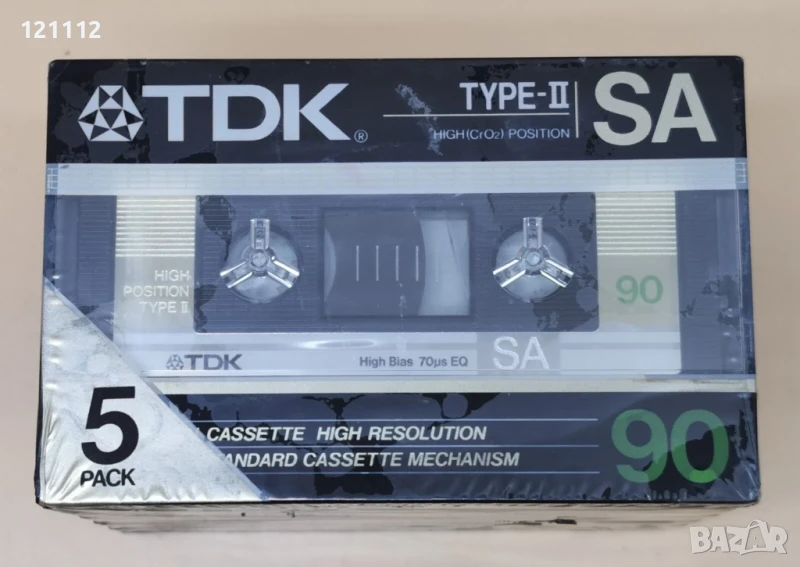 121112
TDK®
TYPE-II
SA
HIGH (CrO2) POSITION
HIGH
POSITION
TYPE II
90
TDK
High Bias 70µs EQ
SA
5
PACK
CASSETTE HIGH RESOLUTION
CASSETTE MECHANISM
90
BAZAR